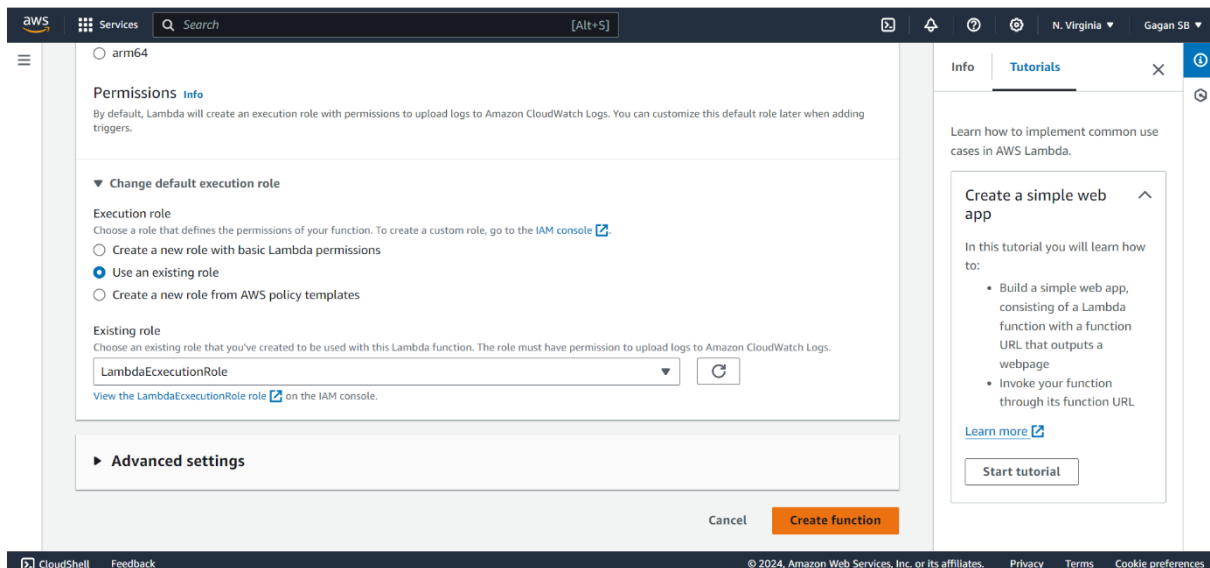 aws
Services
Search
[Alt+S]
N. Virginia
Gagan SB
arm64
Permissions Info
By default, Lambda will create an execution role with permissions to upload logs to Amazon CloudWatch Logs. You can customize this default role later when adding
triggers.
Change default execution role
Execution role
Choose a role that defines the permissions of your function. To create a custom role, go to the IAM console.
Create a new role with basic Lambda permissions
Use an existing role
Create a new role from AWS policy templates
Existing role
Choose an existing role that you've created to be used with this Lambda function. The role must have permission to upload logs to Amazon CloudWatch Logs.
LambdaEcxecutionRole
View the LambdaEcxecutionRole role on the IAM console.
Advanced settings
Cancel
Create function
Info
Tutorials
Learn how to implement common use
cases in AWS Lambda.
Create a simple web
app
In this tutorial you will learn how
to:
• Build a simple web app,
consisting of a Lambda
function with a function
URL that outputs a
webpage
• Invoke your function
through its function URL
Learn more
Start tutorial
CloudShell
Feedback
© 2024, Amazon Web Services, Inc. or its affiliates.
Privacy
Terms
Cookie preferences